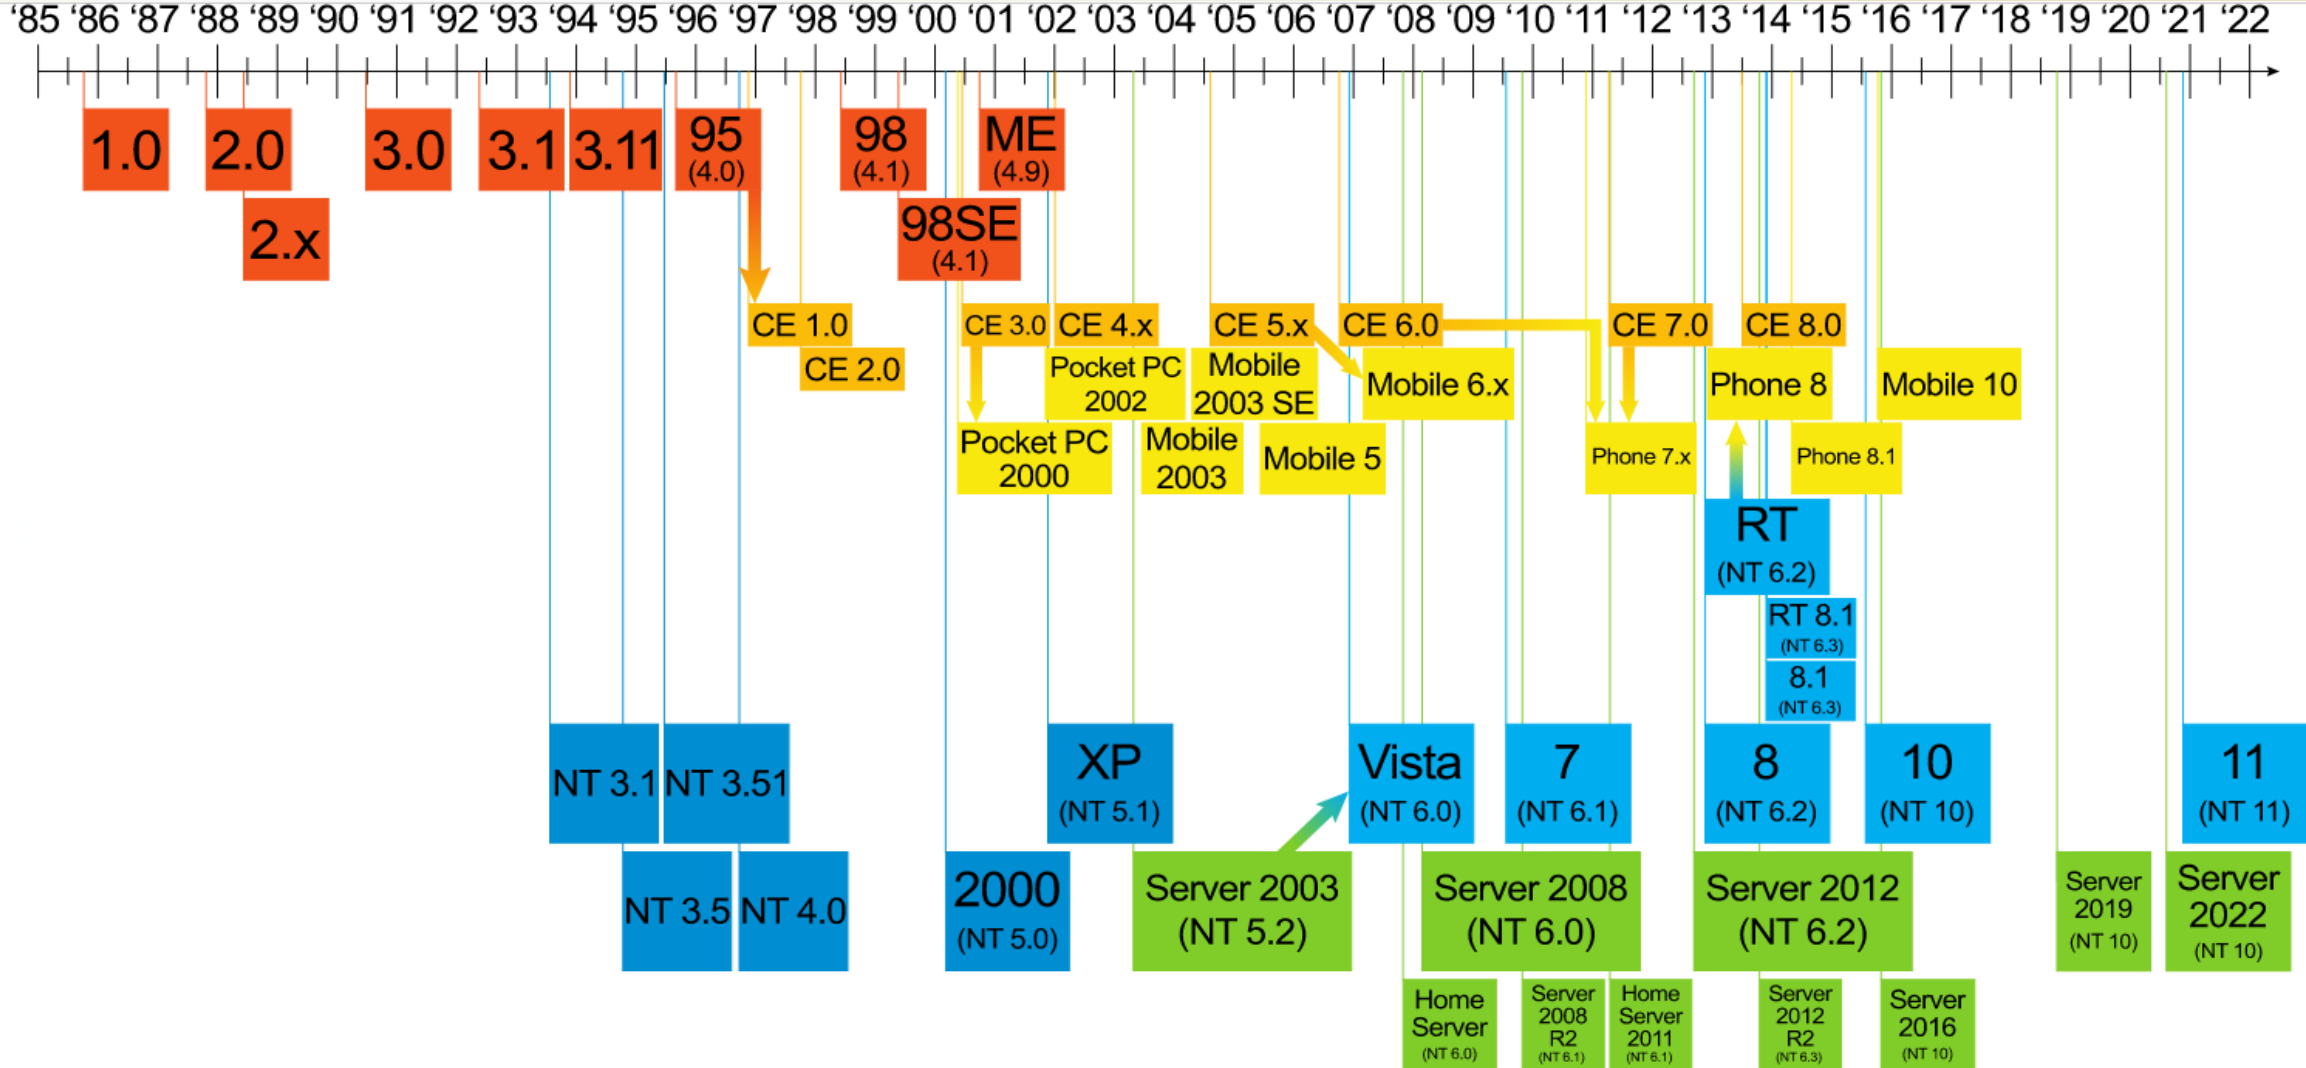 ‘85 ‘86 ‘87 ‘88 ‘89 ‘90 ‘91 ‘92 ‘93 ‘94 ‘95 ‘96 ‘97 ‘98 ‘99 ‘00 ‘01 ‘02 ‘03 ‘04 ‘05 ‘06 ‘07 ‘08 ‘09 ‘10 ‘11 ‘12 ‘13 ‘14 ‘15 ‘16 ‘17 ‘18 ‘19 ‘20 ‘21 ‘22
1.0
2.0
3.0
3.1
3.11
95
(4.0)
98
(4.1)
ME
(4.9)
2.x
98SE
(4.1)
CE 1.0
CE 3.0
CE 4.x
CE 5.x
CE 6.0
CE 7.0
CE 8.0
CE 2.0
Pocket PC
2002
Mobile
2003 SE
Mobile 6.x
Phone 8
Mobile 10
Pocket PC
2000
Mobile
2003
Mobile 5
Phone 7.x
Phone 8.1
RT
(NT 6.2)
RT 8.1
(NT 6.3)
8.1
(NT 6.3)
NT 3.1
NT 3.51
XP
(NT 5.1)
Vista
(NT 6.0)
7
(NT 6.1)
8
(NT 6.2)
10
(NT 10)
11
(NT 11)
NT 3.5
NT 4.0
2000
(NT 5.0)
Server 2003
(NT 5.2)
Server 2008
(NT 6.0)
Server 2012
(NT 6.2)
Server
2019
(NT 10)
Server
2022
(NT 10)
Home
Server
(NT 6.0)
Server
2008
R2
(NT 6.1)
Home
Server
2011
(NT 6.1)
Server
2012
R2
(NT 6.3)
Server
2016
(NT 10)